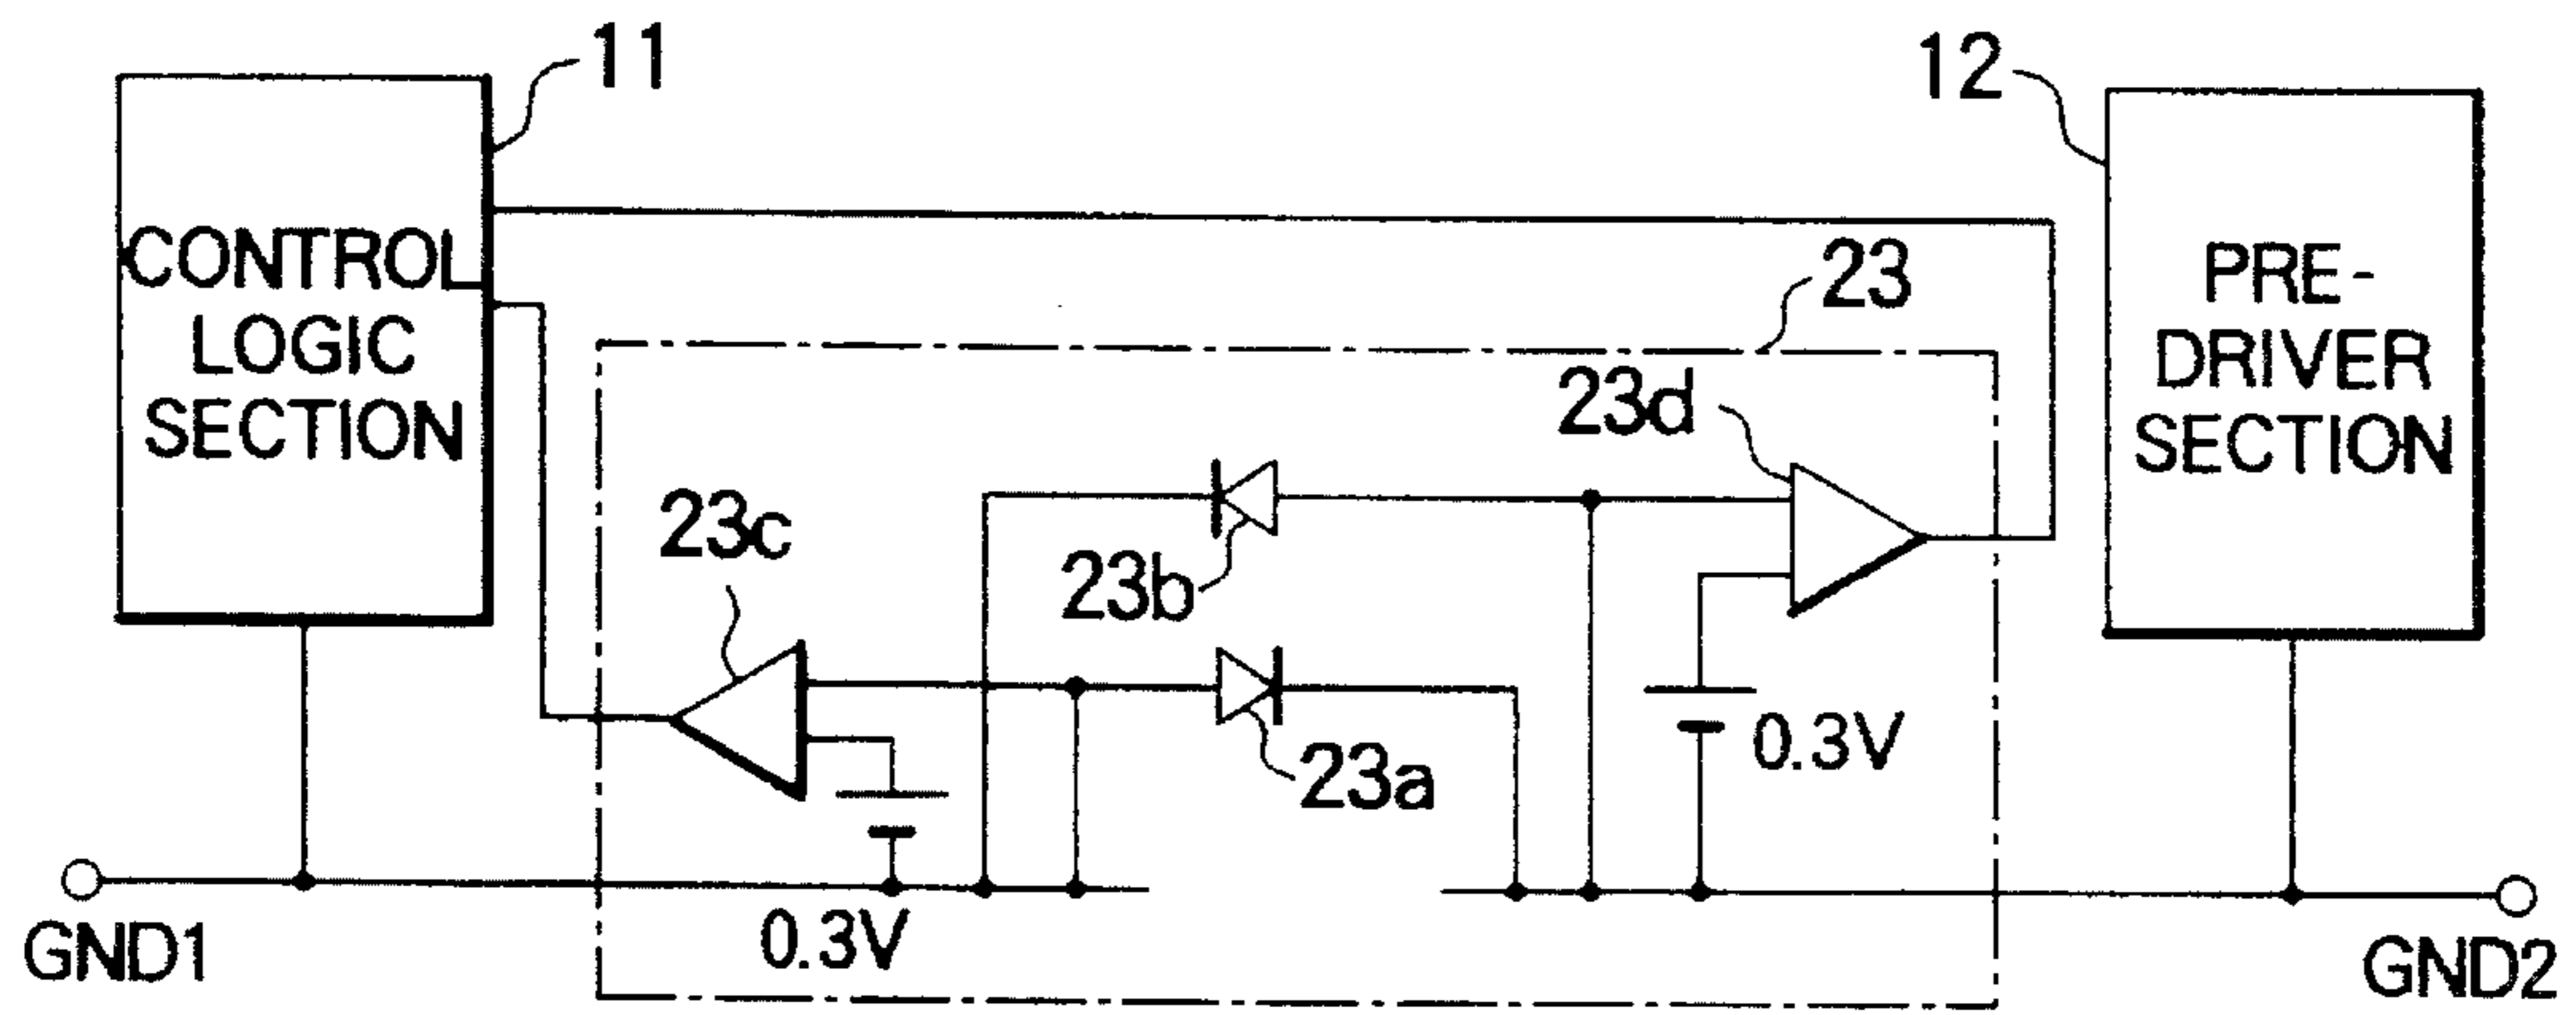 11
12
CONTROL
LOGIC
SECTION
PRE-
DRIVER
SECTION
23
23d
23c
23b
23a
0.3V
0.3V
GND1
GND2